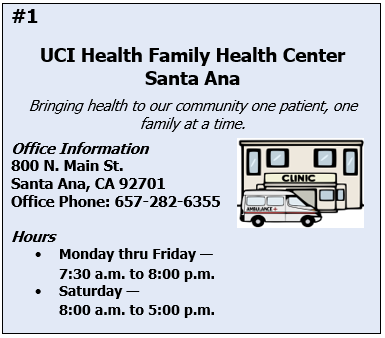 #1
UCI Health Family Health Center
Santa Ana
Bringing health to our community one patient, one
family at a time.
Office Information
800 N. Main St.
Santa Ana, CA 92701
Office Phone: 657-282-6355
CLINIC
AMBULANCE +
Hours
• Monday thru Friday —
7:30 a.m. to 8:00 p.m.
• Saturday —
8:00 a.m. to 5:00 p.m.